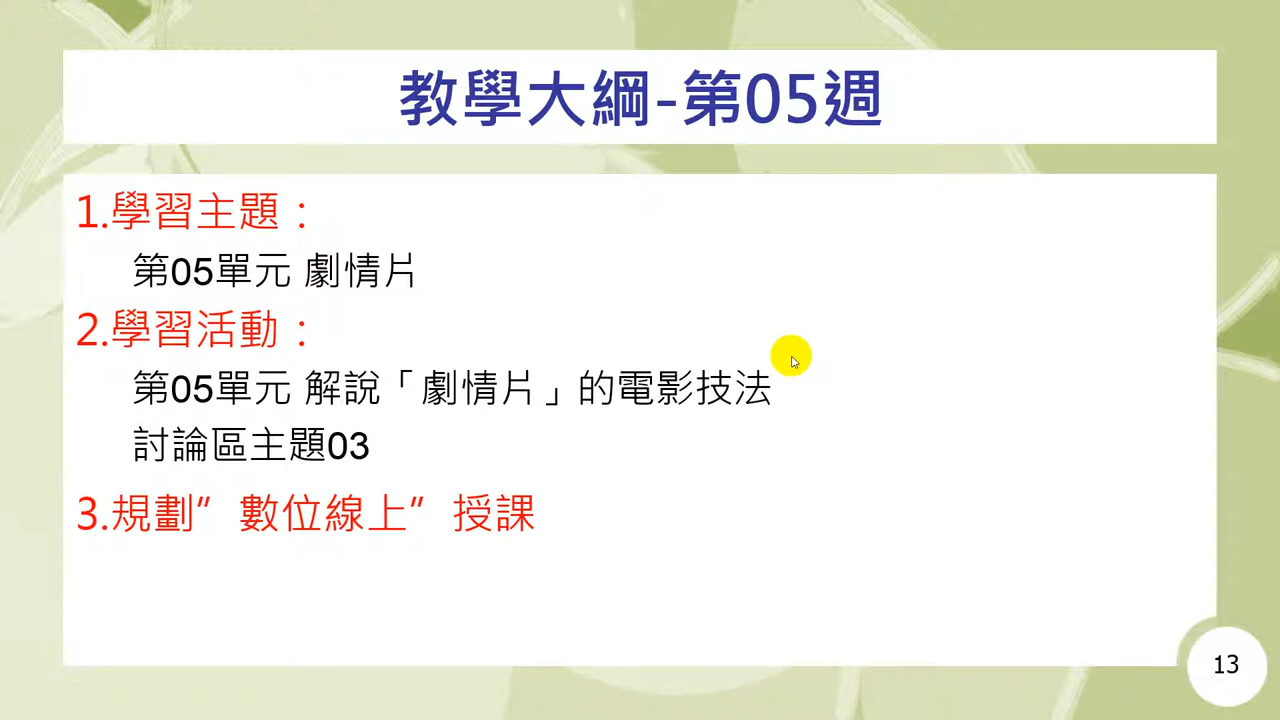 教學大綱-第05週
1.學習主題：
第05單元 劇情片
2.學習活動：
第05單元 解說「劇情片」的電影技法
討論區主題03
3.規劃”數位線上”授課
13